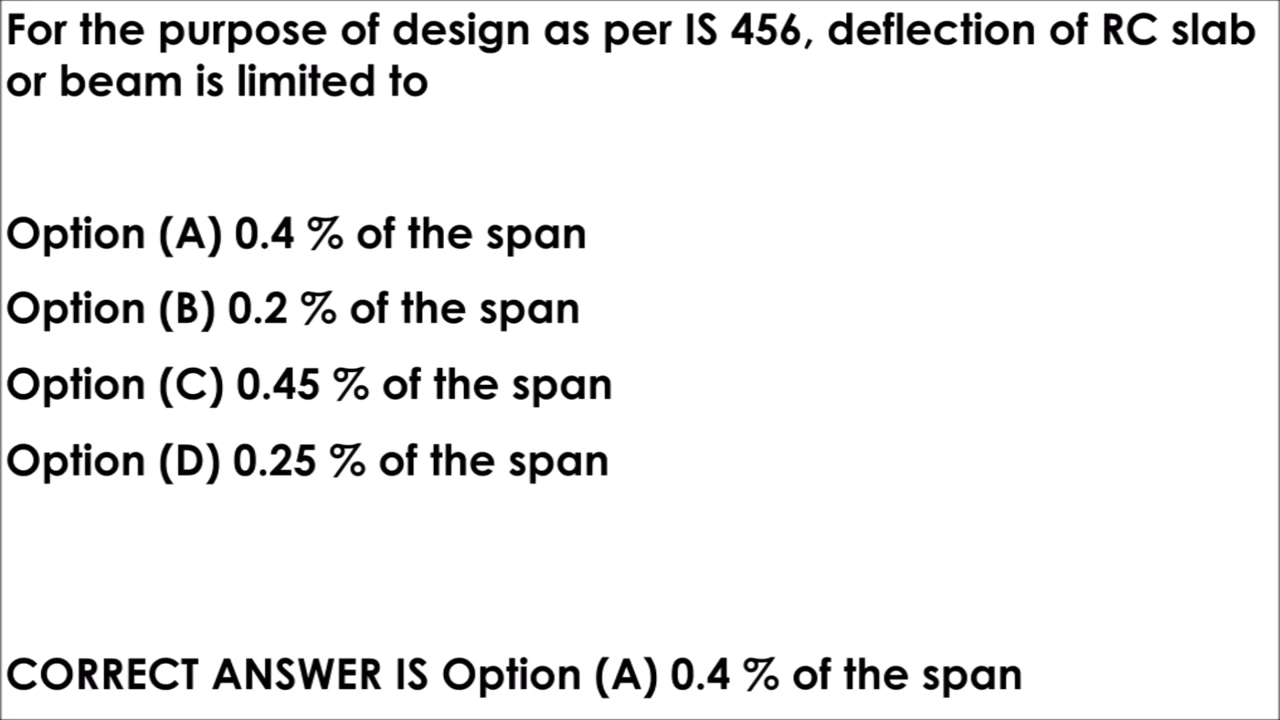 For the purpose of design as per IS 456, deflection of RC slab
or beam is limited to
Option (A) 0.4 % of the span
Option (B) 0.2 % of the span
Option (C) 0.45 % of the span
Option (D) 0.25 % of the span
CORRECT ANSWER IS Option (A) 0.4 % of the span